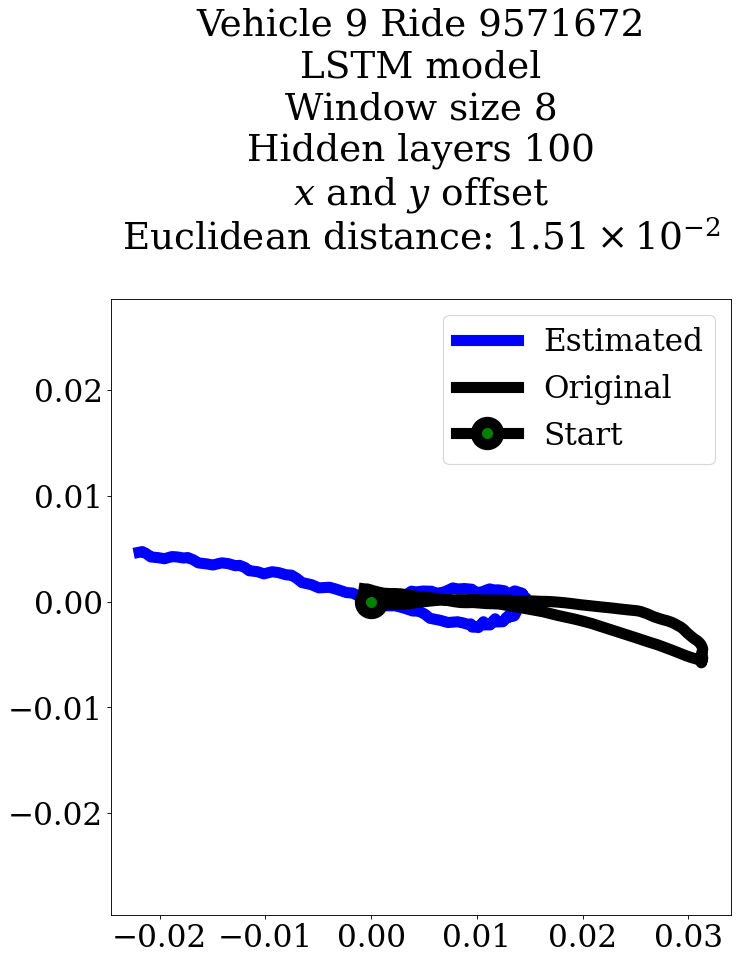 Vehicle 9 Ride 9571672
LSTM model
Window size 8
Hidden layers 100
x and y offset
Euclidean distance: 1.51 × 10⁻²
Estimated
Original
Start
0.02
0.01
0.00
−0.01
−0.02
−0.02 −0.01 0.00 0.01 0.02 0.03